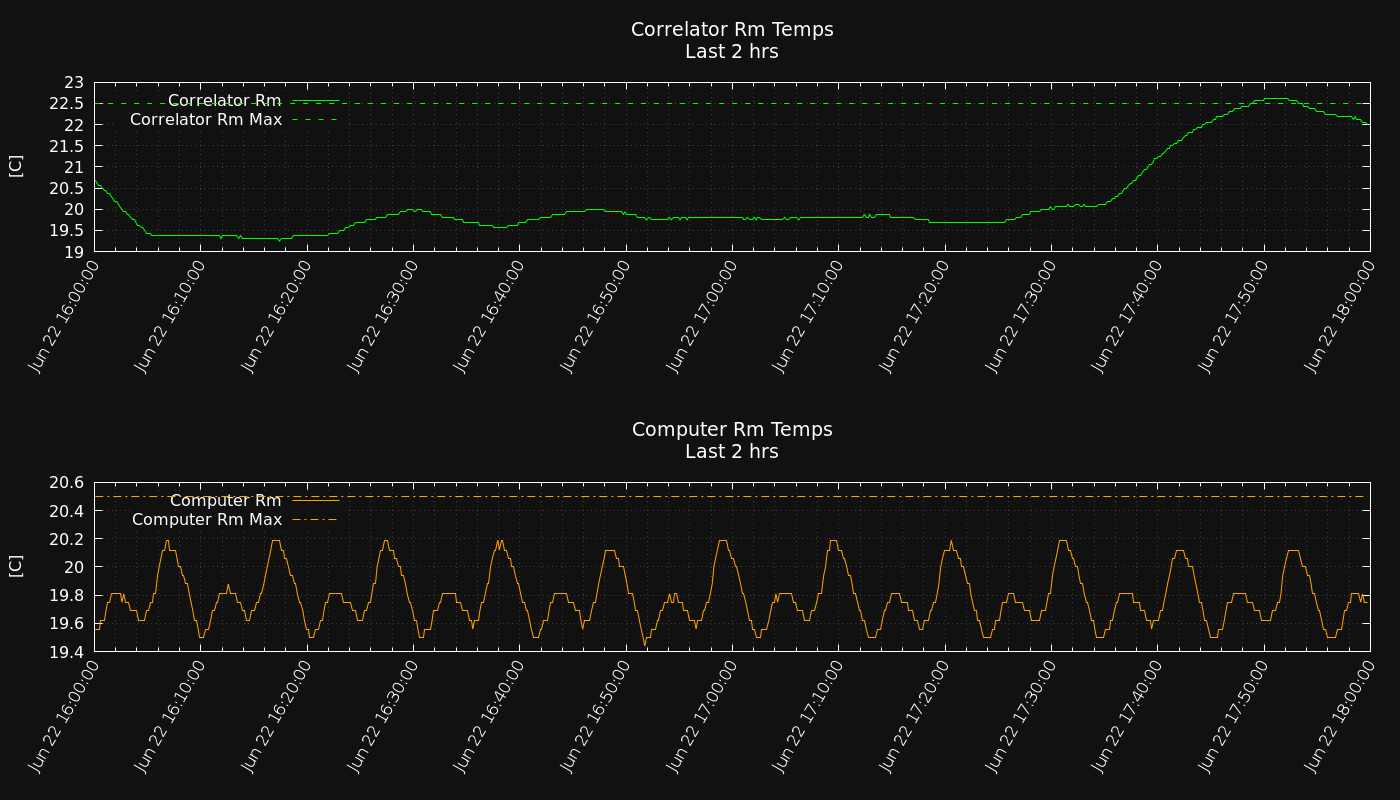 Correlator Rm Temps
Last 2 hrs
[C]
23
22.5
22
21.5
21
20.5
20
19.5
19
Correlator Rm
Correlator Rm Max
Jun 22 16:00:00
Jun 22 16:10:00
Jun 22 16:20:00
Jun 22 16:30:00
Jun 22 16:40:00
Jun 22 16:50:00
Jun 22 17:00:00
Jun 22 17:10:00
Jun 22 17:20:00
Jun 22 17:30:00
Jun 22 17:40:00
Jun 22 17:50:00
Jun 22 18:00:00
Computer Rm Temps
Last 2 hrs
[C]
20.6
20.4
20.2
20
19.8
19.6
19.4
Computer Rm
Computer Rm Max
Jun 22 16:00:00
Jun 22 16:10:00
Jun 22 16:20:00
Jun 22 16:30:00
Jun 22 16:40:00
Jun 22 16:50:00
Jun 22 17:00:00
Jun 22 17:10:00
Jun 22 17:20:00
Jun 22 17:30:00
Jun 22 17:40:00
Jun 22 17:50:00
Jun 22 18:00:00